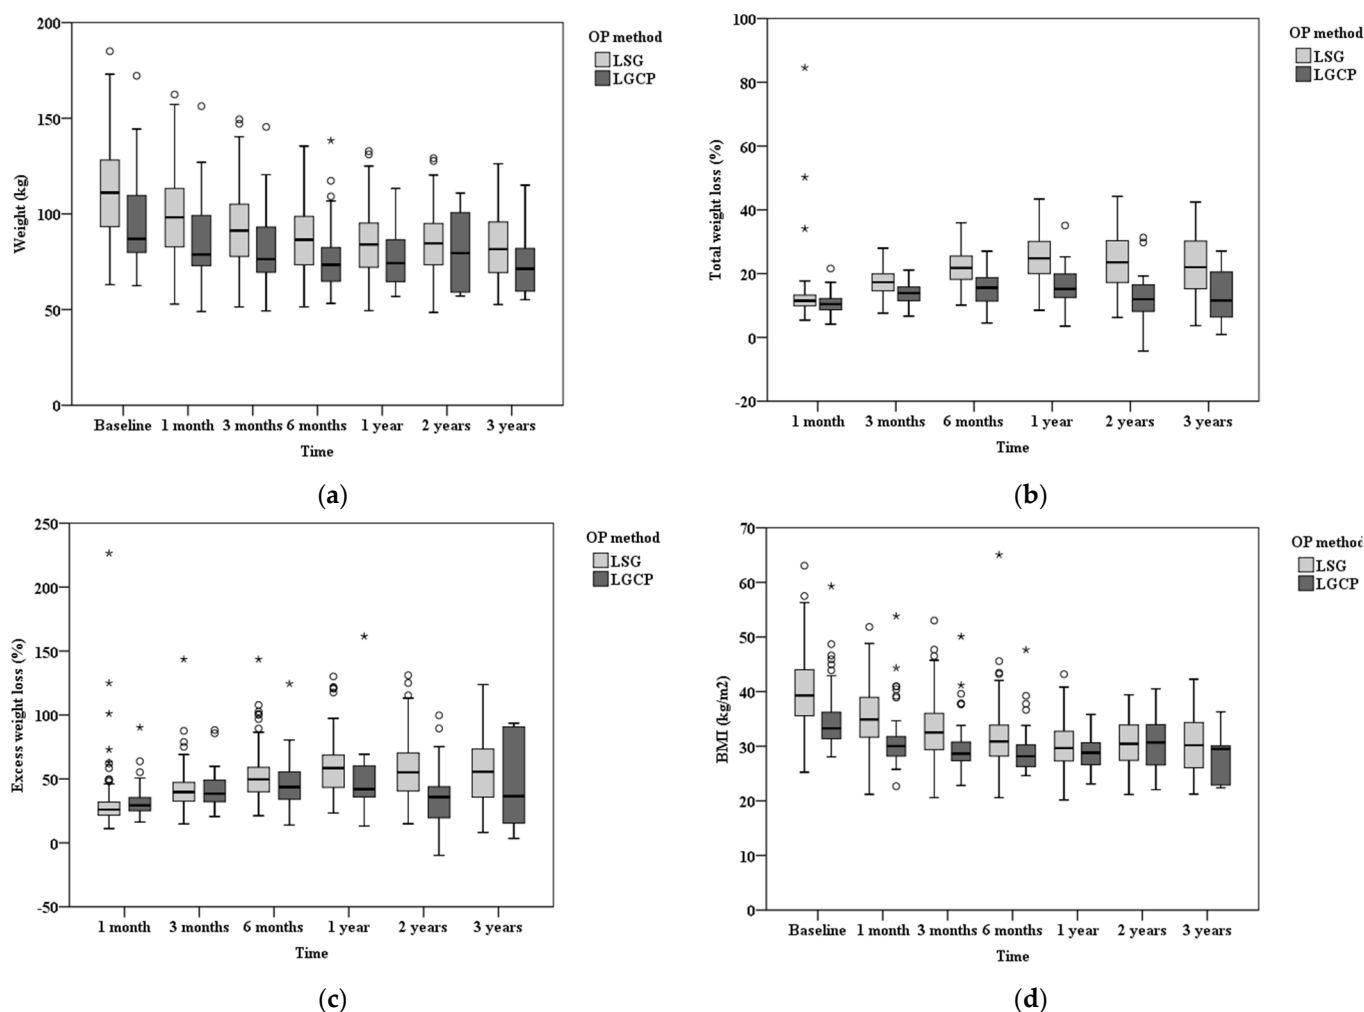 200
150
100
50
0
Weight (kg)
Baseline 1 month 3 months 6 months 1 year 2 years 3 years
Time
OP method
LSG
LGCP
(a)
100
80
60
40
20
0
-20
Total weight loss (%)
1 month 3 months 6 months 1 year 2 years 3 years
Time
OP method
LSG
LGCP
(b)
250
200
150
100
50
0
-50
Excess weight loss (%)
1 month 3 months 6 months 1 year 2 years 3 years
Time
OP method
LSG
LGCP
(c)
70
60
50
40
30
20
10
0
BMI (kg/m2)
Baseline 1 month 3 months 6 months 1 year 2 years 3 years
Time
OP method
LSG
LGCP
(d)